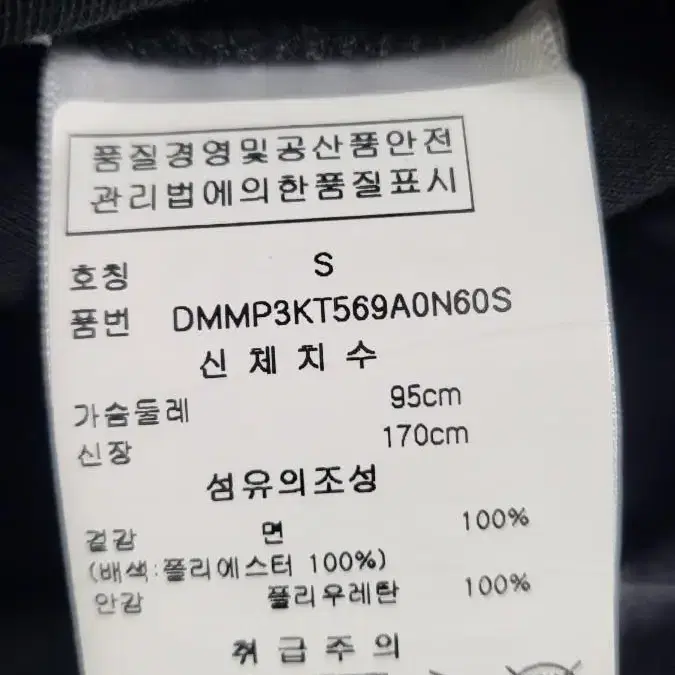 품질경영및공산품안전
관리법에의한품질표시
호칭 S
품번 DMMP3KT569A0N60S
신체치수
가슴둘레 95cm
신장 170cm
섬유의조성
겉감 면 100%
(배색:폴리에스터 100%)
안감 폴리우레탄 100%
취급주의